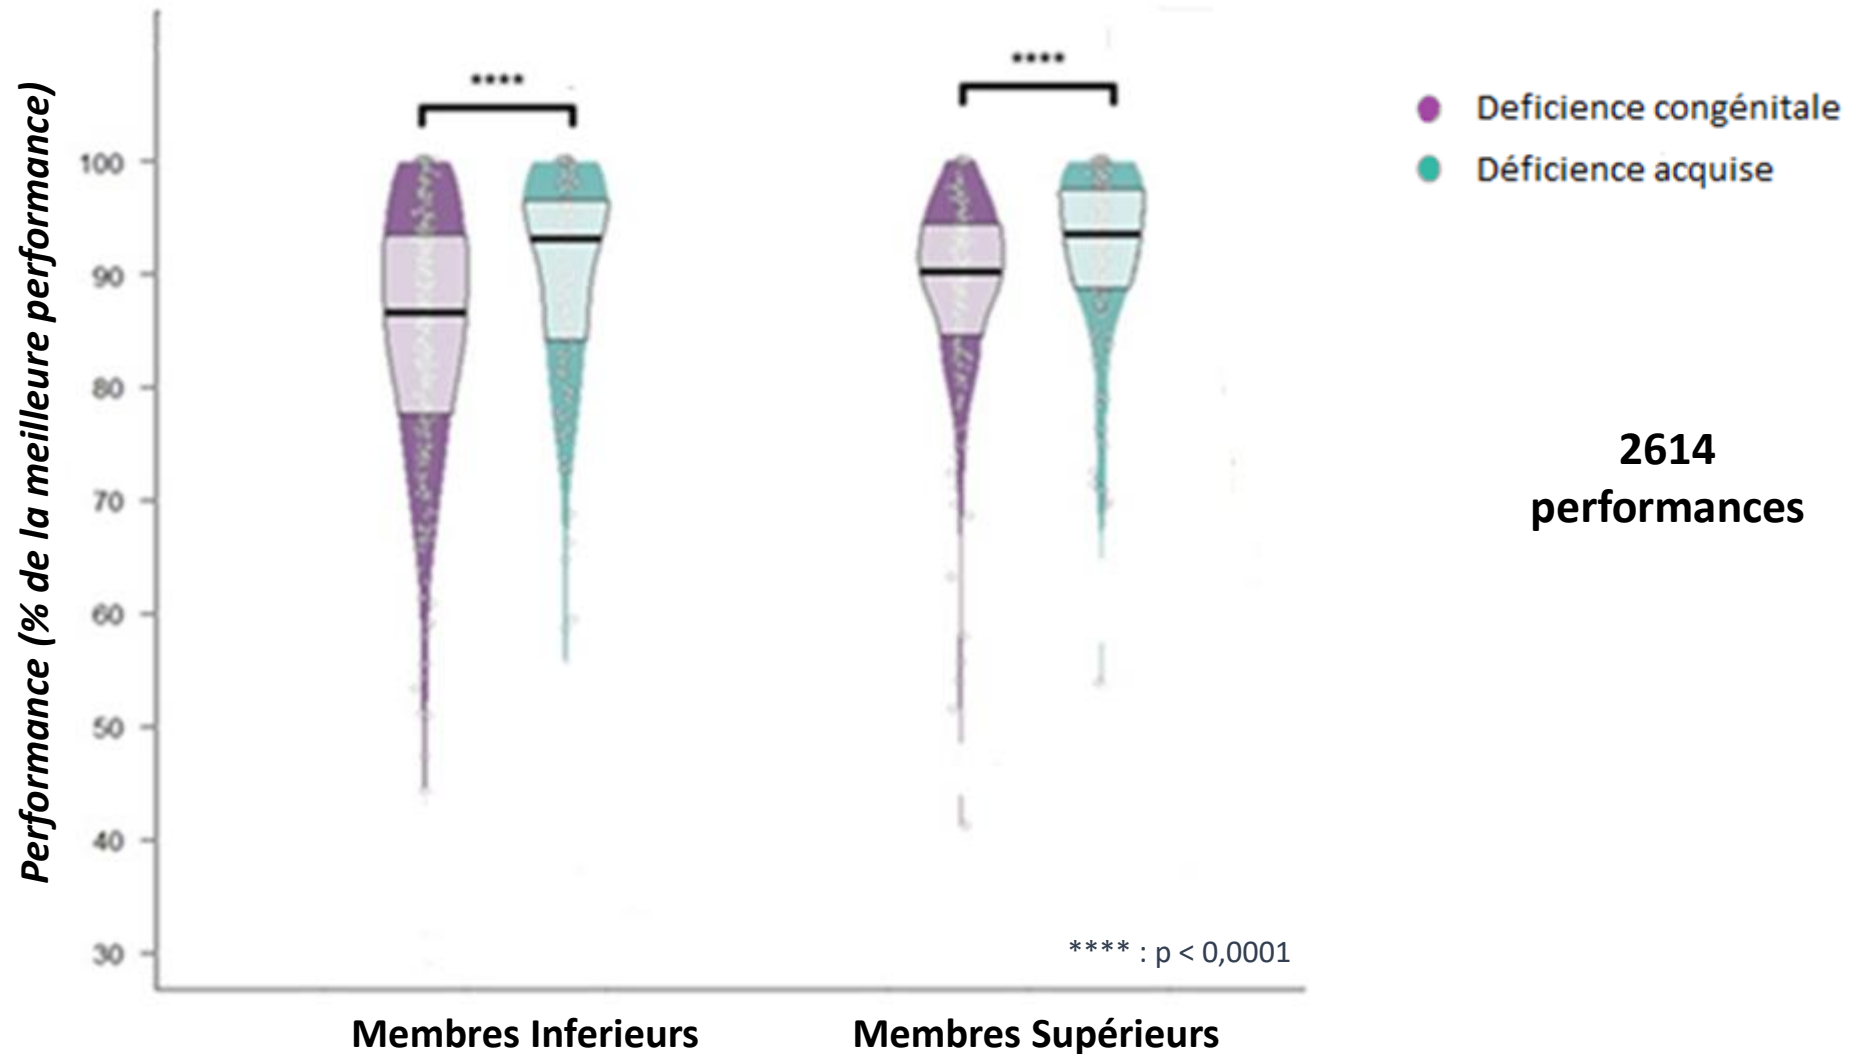 Performance (% de la meilleure performance)
****
****
Deficience congénitale
Déficience acquise
100
90
80
70
60
50
40
30
2614
performances
**** : p < 0,0001
Membres Inferieurs
Membres Supérieurs